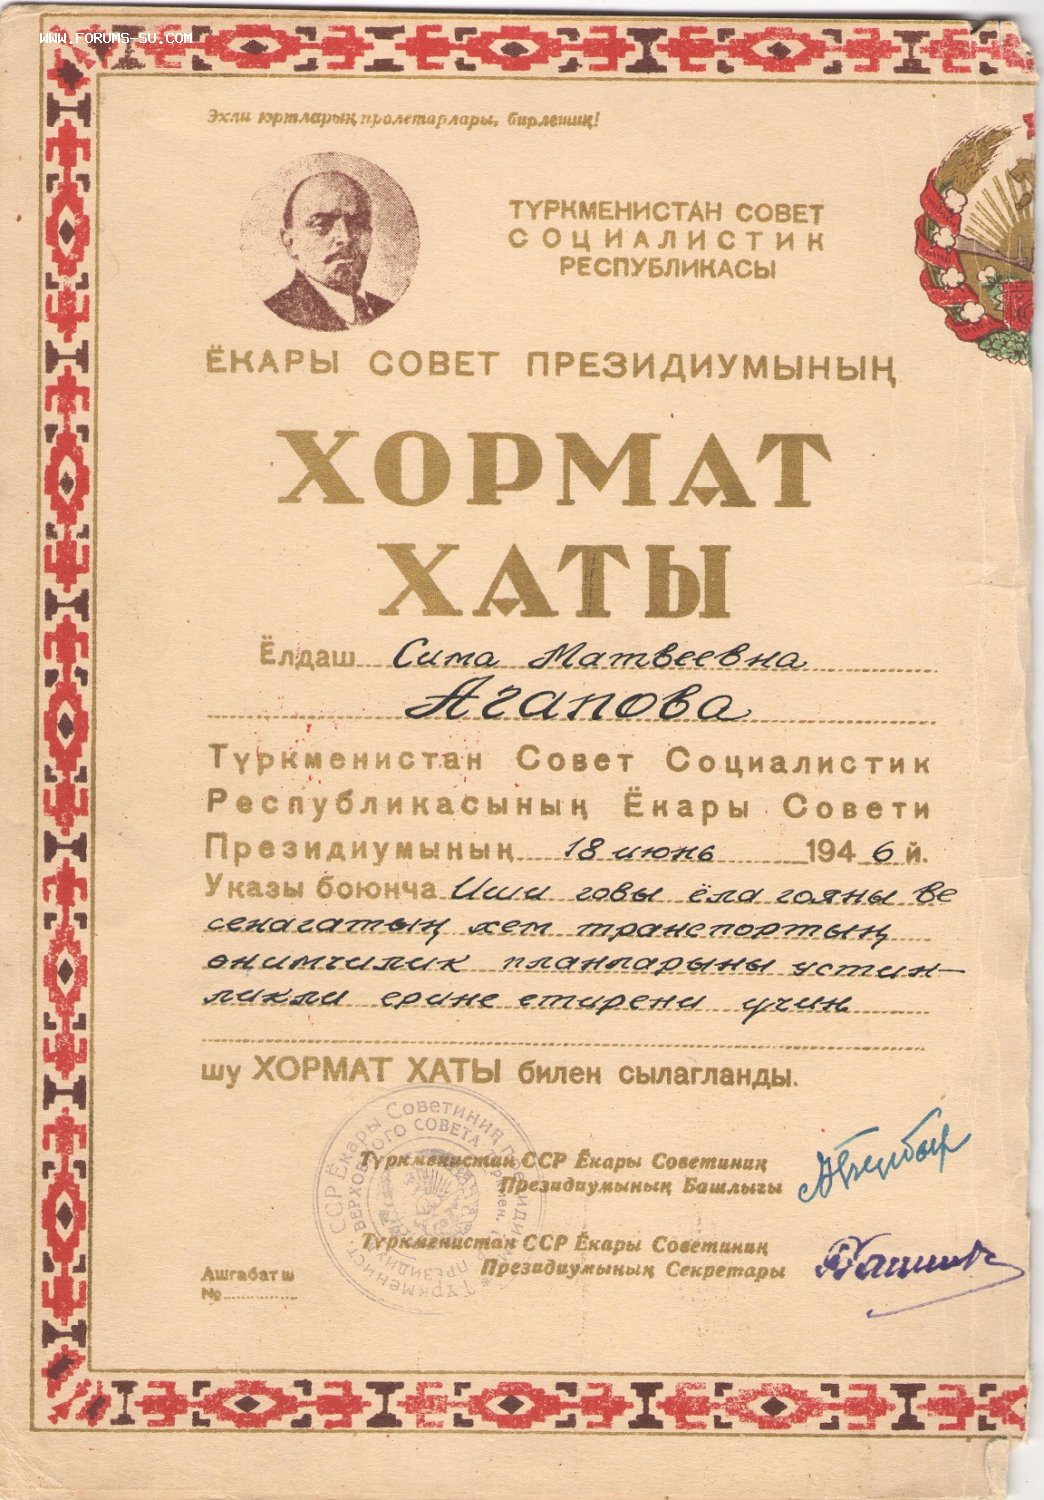 WWW.FORUMS-SU.COM
Эхли юртларың пролетарлары, бирлешиң!
ТҮРКМЕНИСТАН СОВЕТ
СОЦИАЛИСТИК
РЕСПУБЛИКАСЫ
ЁКАРЫ СОВЕТ ПРЕЗИДИУМЫНЫҢ
ХОРМАТ
ХАТЫ
Ёлдаш Сима Матвеевна
Агапова
Түркменистан Совет Социалистик
Республикасының Ёкары Совети
Президиумының 18 июнь 1946 й.
Указы боюнча Иши говы ёла гояны ве
сенагатың хем транспортың
өнимчилик планларыны үстин-
ликли ерине етирени үчин
шу ХОРМАТ ХАТЫ билен сылагланды.
Түркменистан ССР Ёкары Советиниң
Президиумының Башлыгы
Түркменистан ССР Ёкары Советиниң
Президиумының Секретары
Ашгабат ш
№